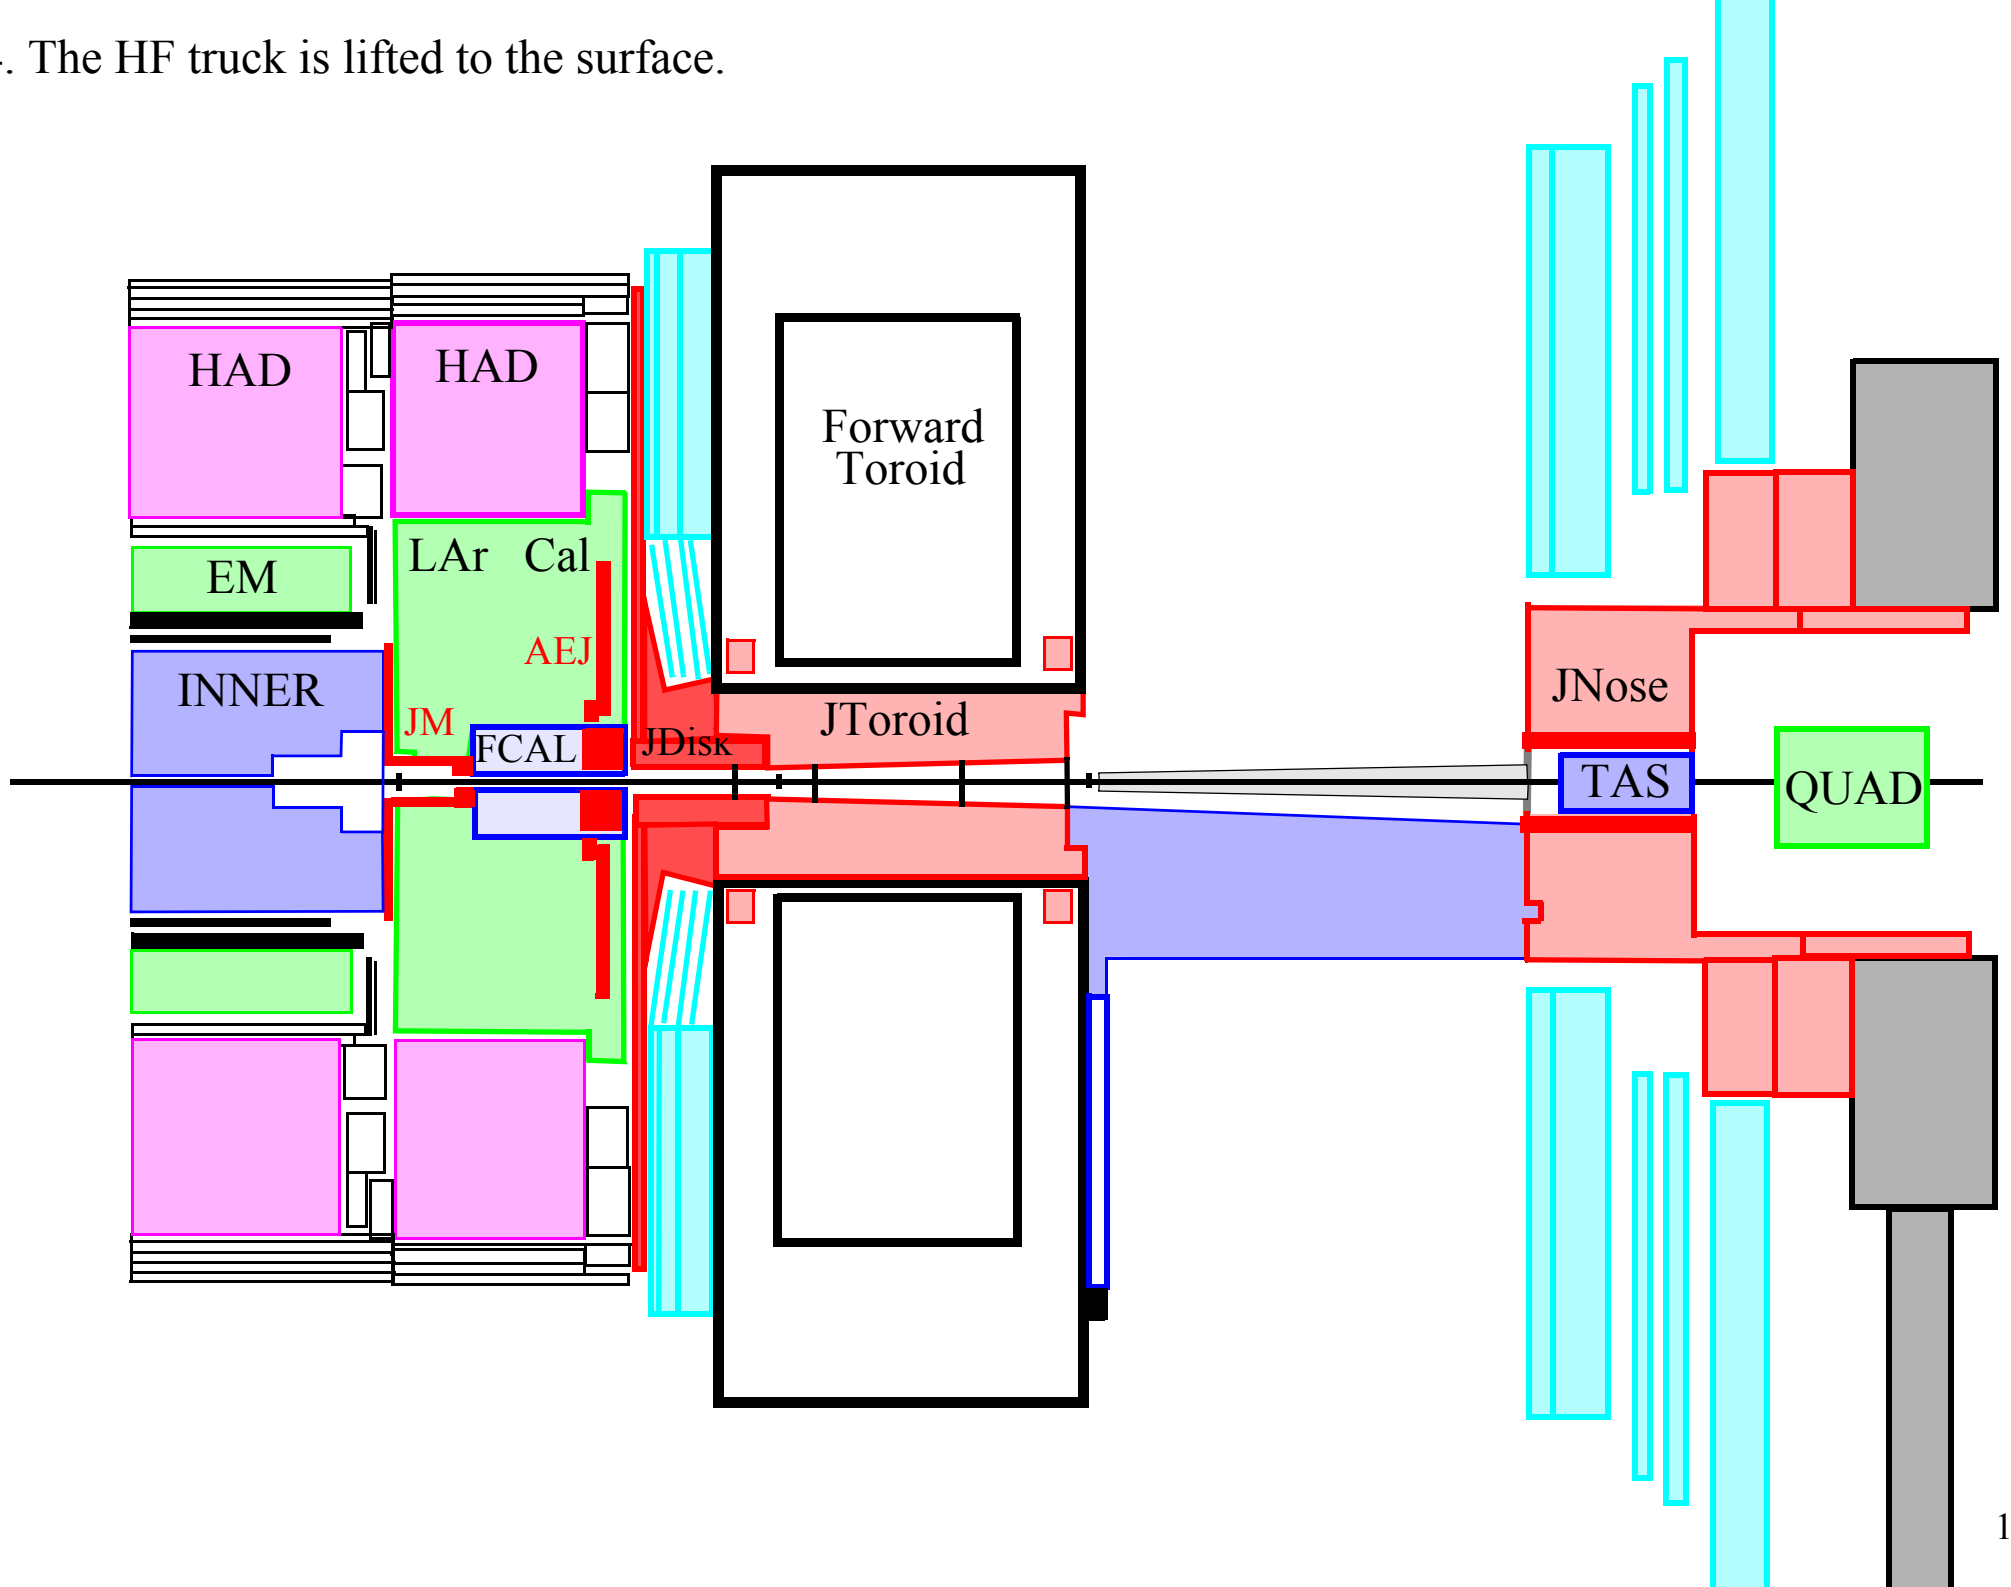 . The HF truck is lifted to the surface.
HAD
HAD
Forward
Toroid
LAr Cal
EM
AEJ
INNER
JM
FCAL
JDisk
JToroid
JNose
TAS
QUAD
1